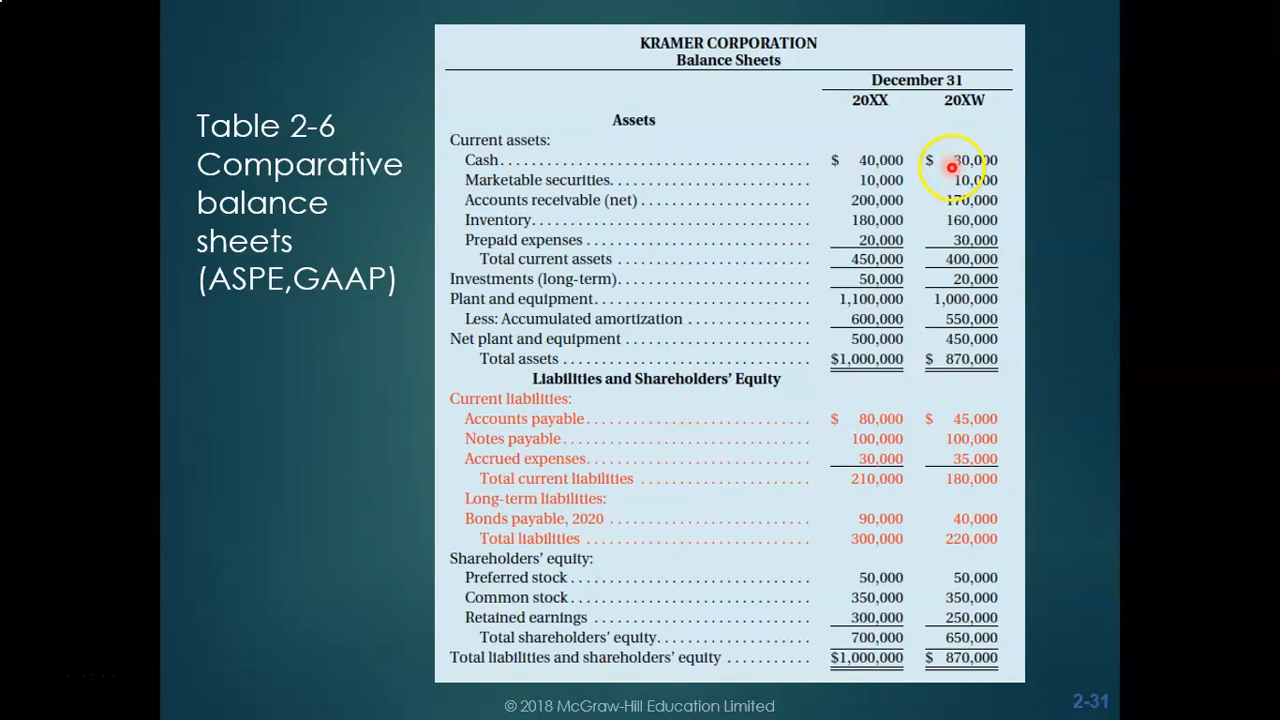 Table 2-6
Comparative
balance
sheets
(ASPE,GAAP)
KRAMER CORPORATION
Balance Sheets
December 31
20XX 20XW
Assets
Current assets:
Cash $ 40,000 $ 30,000
Marketable securities 10,000 10,000
Accounts receivable (net) 200,000 170,000
Inventory 180,000 160,000
Prepaid expenses 20,000 30,000
Total current assets 450,000 400,000
Investments (long-term) 50,000 20,000
Plant and equipment 1,100,000 1,000,000
Less: Accumulated amortization 600,000 550,000
Net plant and equipment 500,000 450,000
Total assets $1,000,000 $ 870,000
Liabilities and Shareholders' Equity
Current liabilities:
Accounts payable $ 80,000 $ 45,000
Notes payable 100,000 100,000
Accrued expenses 30,000 35,000
Total current liabilities 210,000 180,000
Long-term liabilities:
Bonds payable, 2020 90,000 40,000
Total liabilities 300,000 220,000
Shareholders' equity:
Preferred stock 50,000 50,000
Common stock 350,000 350,000
Retained earnings 300,000 250,000
Total shareholders' equity 700,000 650,000
Total liabilities and shareholders' equity $1,000,000 $ 870,000
© 2018 McGraw-Hill Education Limited
2-31